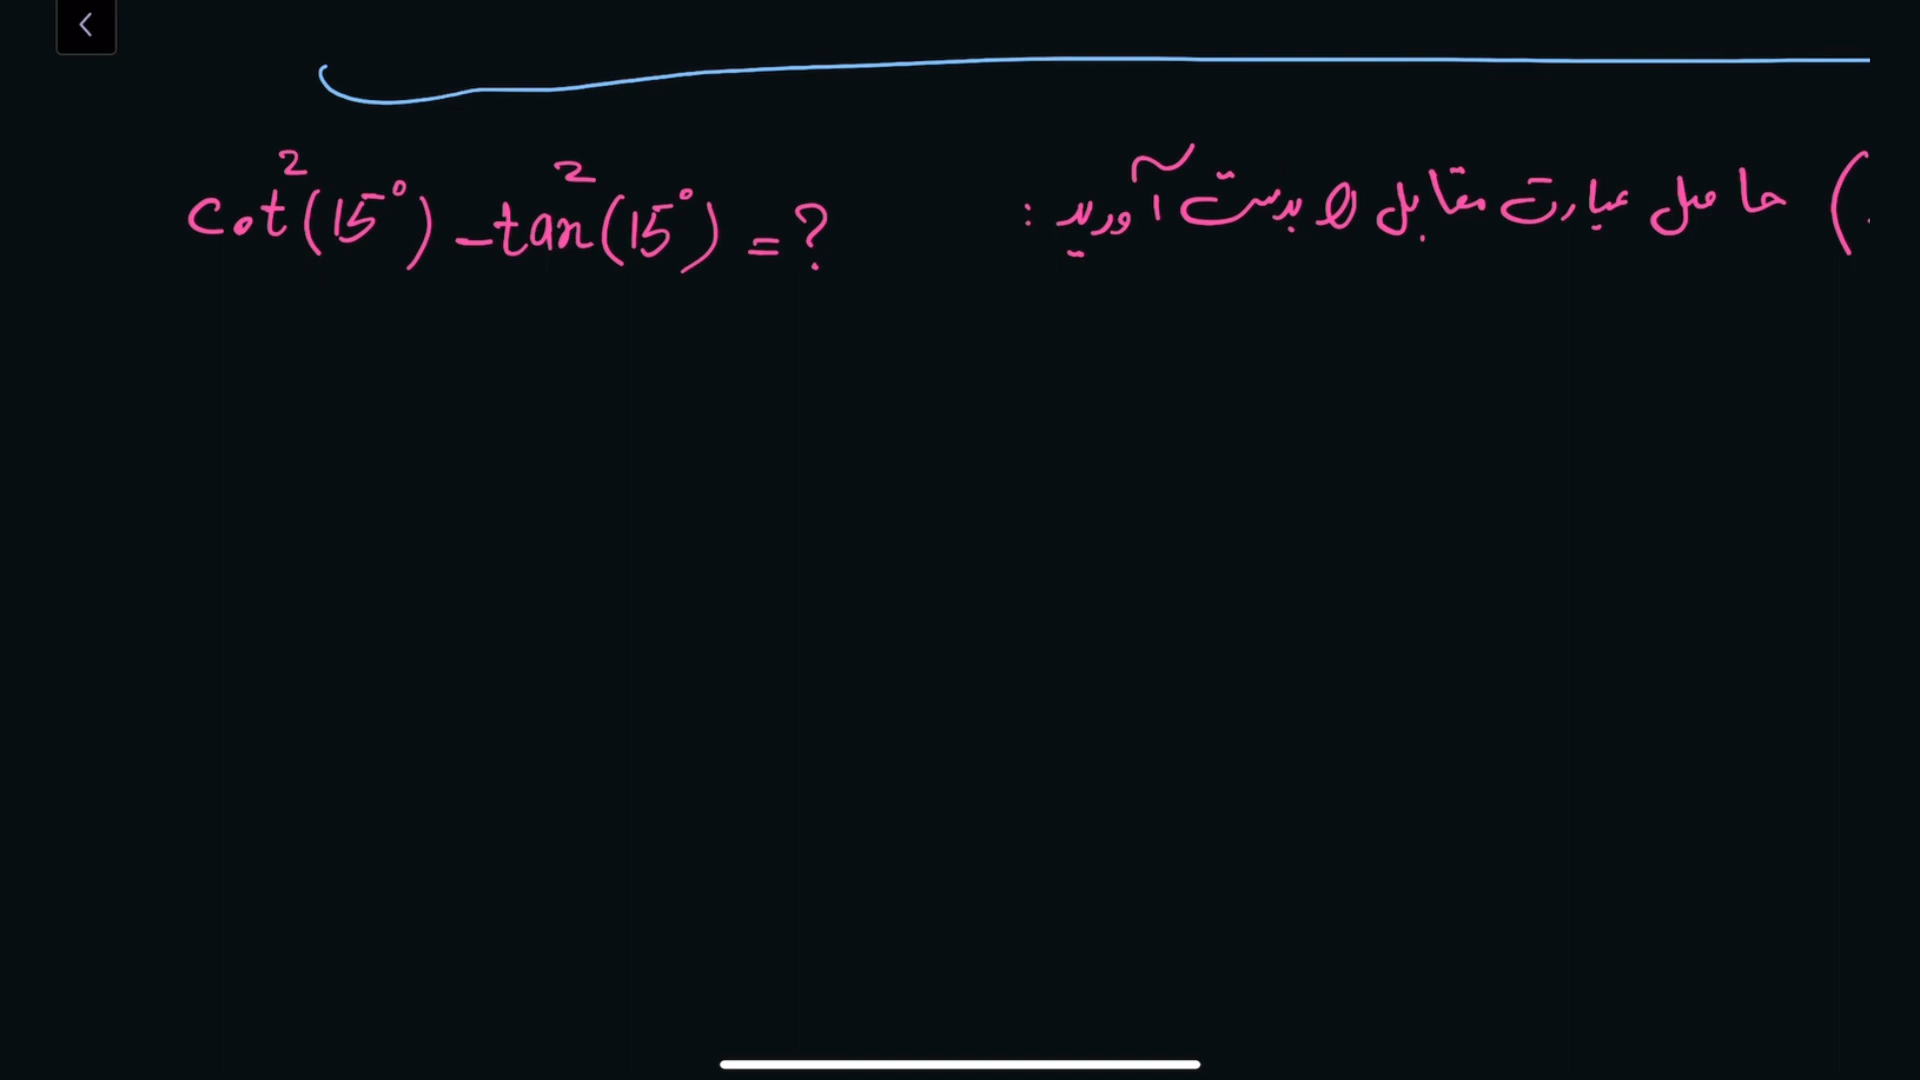 ) حاصل عبارت مقابل را بدست آورید :
Cot²(15°) - tan²(15°) = ?